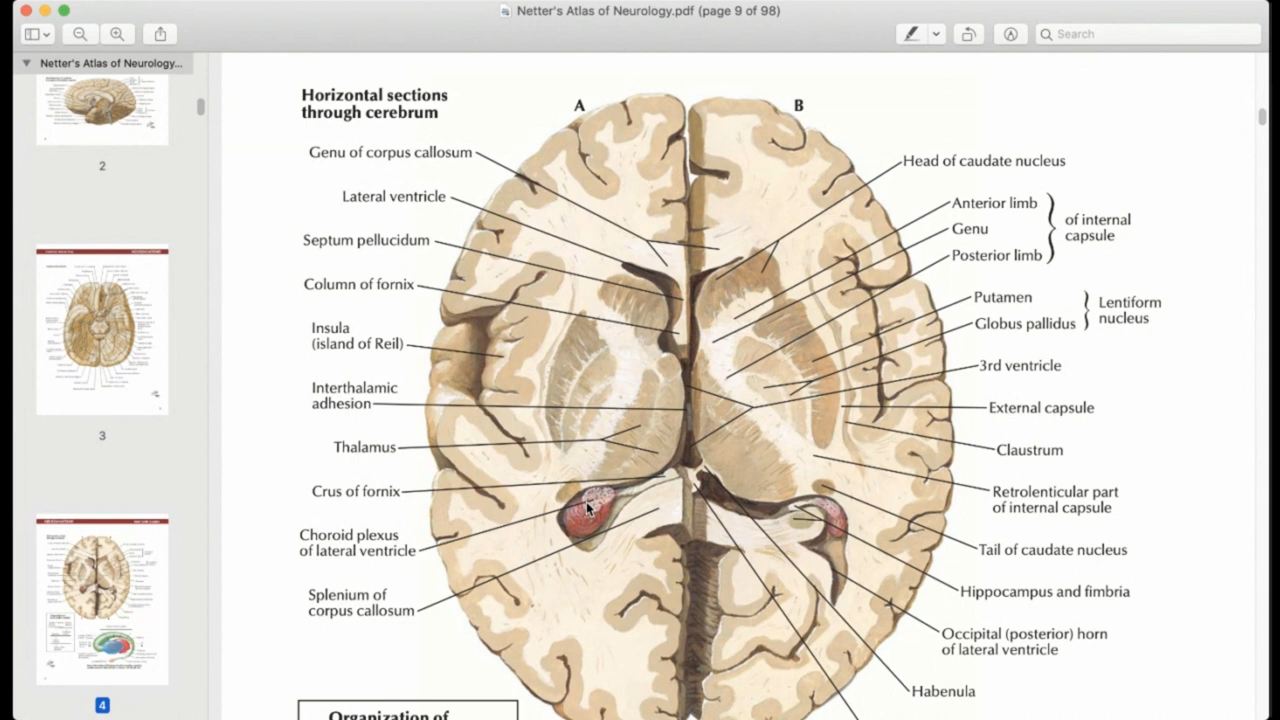 Netter's Atlas of Neurology.pdf (page 9 of 98)
Search
Netter's Atlas of Neurology...
2
3
4
Horizontal sections
through cerebrum
A
B
Genu of corpus callosum
Lateral ventricle
Septum pellucidum
Column of fornix
Insula
(island of Reil)
Interthalamic
adhesion
Thalamus
Crus of fornix
Choroid plexus
of lateral ventricle
Splenium of
corpus callosum
Head of caudate nucleus
Anterior limb
Genu
Posterior limb
of internal
capsule
Putamen
Globus pallidus
Lentiform
nucleus
3rd ventricle
External capsule
Claustrum
Retrolenticular part
of internal capsule
Tail of caudate nucleus
Hippocampus and fimbria
Occipital (posterior) horn
of lateral ventricle
Habenula
Organization of